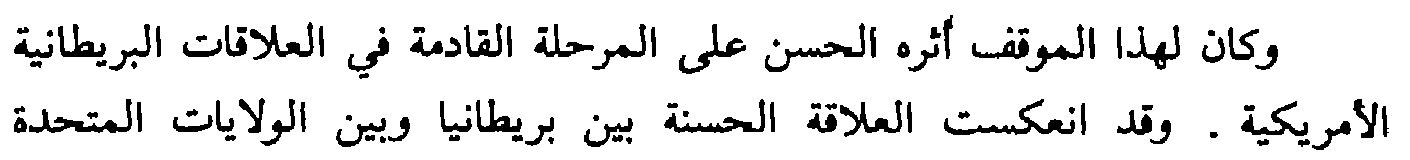 وكان لهذا الموقف أثره الحسن على المرحلة القادمة في العلاقات البريطانية
الأمريكية . وقد انعكست العلاقة الحسنة بين بريطانيا وبين الولايات المتحدة